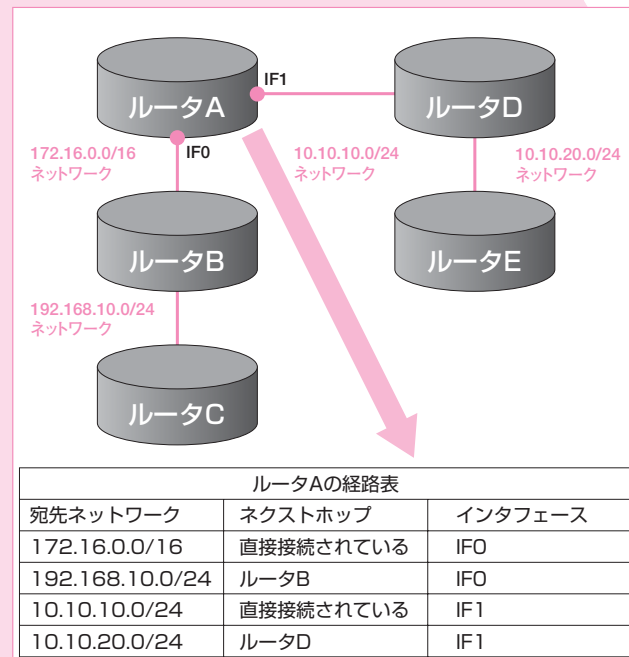 ルータA
IF1
ルータD
172.16.0.0/16
ネットワーク
IF0
10.10.10.0/24
ネットワーク
10.10.20.0/24
ネットワーク
ルータB
ルータE
192.168.10.0/24
ネットワーク
ルータC
ルータAの経路表
宛先ネットワーク ネクストホップ インタフェース
172.16.0.0/16 直接接続されている IF0
192.168.10.0/24 ルータB IF0
10.10.10.0/24 直接接続されている IF1
10.10.20.0/24 ルータD IF1